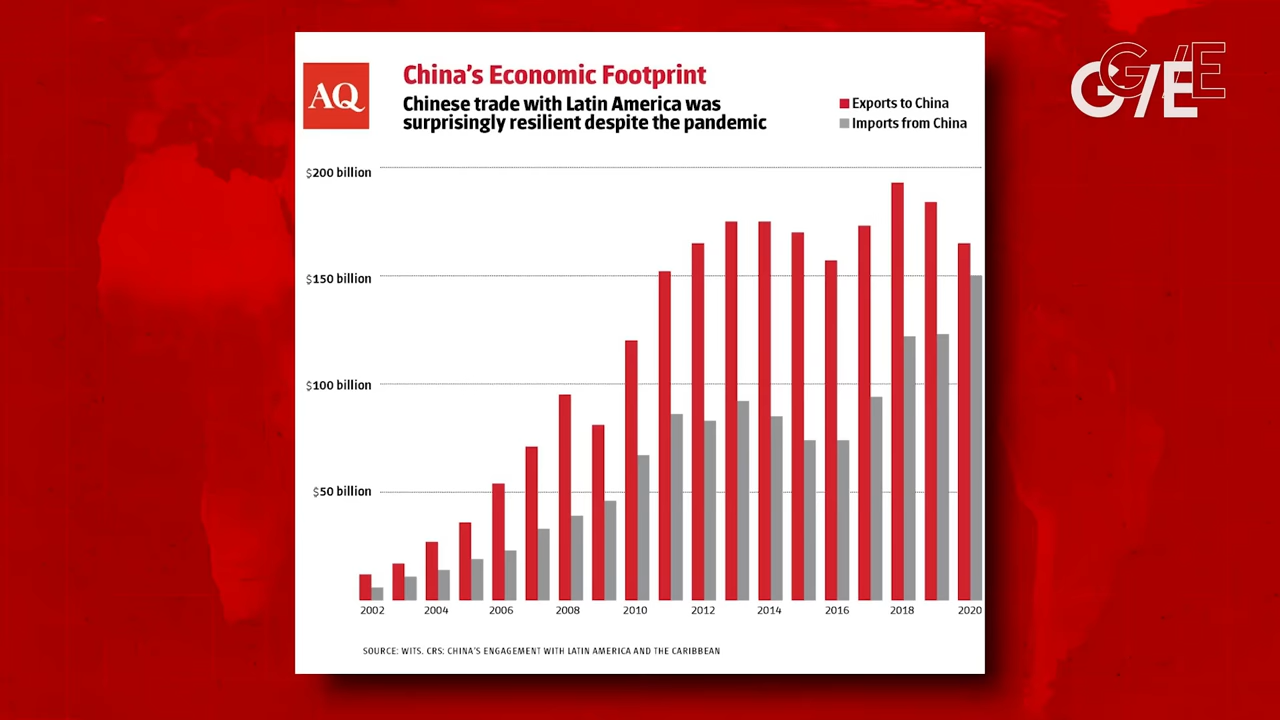 China's Economic Footprint
AQ
Chinese trade with Latin America was
surprisingly resilient despite the pandemic
Exports to China
Imports from China
G/E
G/E
$200 billion
$150 billion
$100 billion
$50 billion
2002 2004 2006 2008 2010 2012 2014 2016 2018 2020
SOURCE: WITS. CRS: CHINA'S ENGAGEMENT WITH LATIN AMERICA AND THE CARIBBEAN